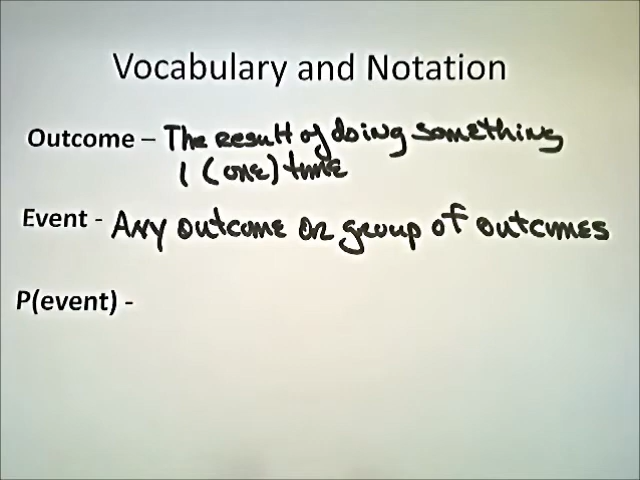 Vocabulary and Notation
Outcome – The result of doing something
1 (one) time
Event - Any outcome or group of outcomes
P(event) -